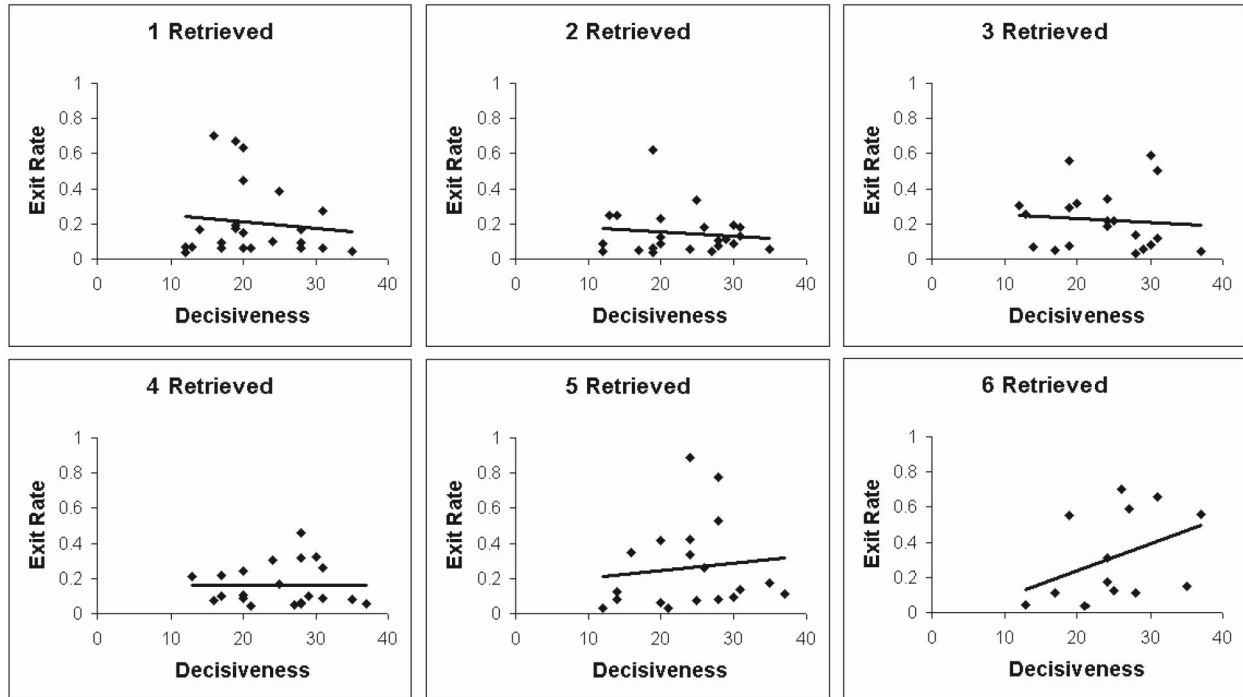 1 Retrieved
1
0.8
0.6
0.4
0.2
0
Exit Rate
0 10 20 30 40
Decisiveness
2 Retrieved
1
0.8
0.6
0.4
0.2
0
Exit Rate
0 10 20 30 40
Decisiveness
3 Retrieved
1
0.8
0.6
0.4
0.2
0
Exit Rate
0 10 20 30 40
Decisiveness
4 Retrieved
1
0.8
0.6
0.4
0.2
0
Exit Rate
0 10 20 30 40
Decisiveness
5 Retrieved
1
0.8
0.6
0.4
0.2
0
Exit Rate
0 10 20 30 40
Decisiveness
6 Retrieved
1
0.8
0.6
0.4
0.2
0
Exit Rate
0 10 20 30 40
Decisiveness